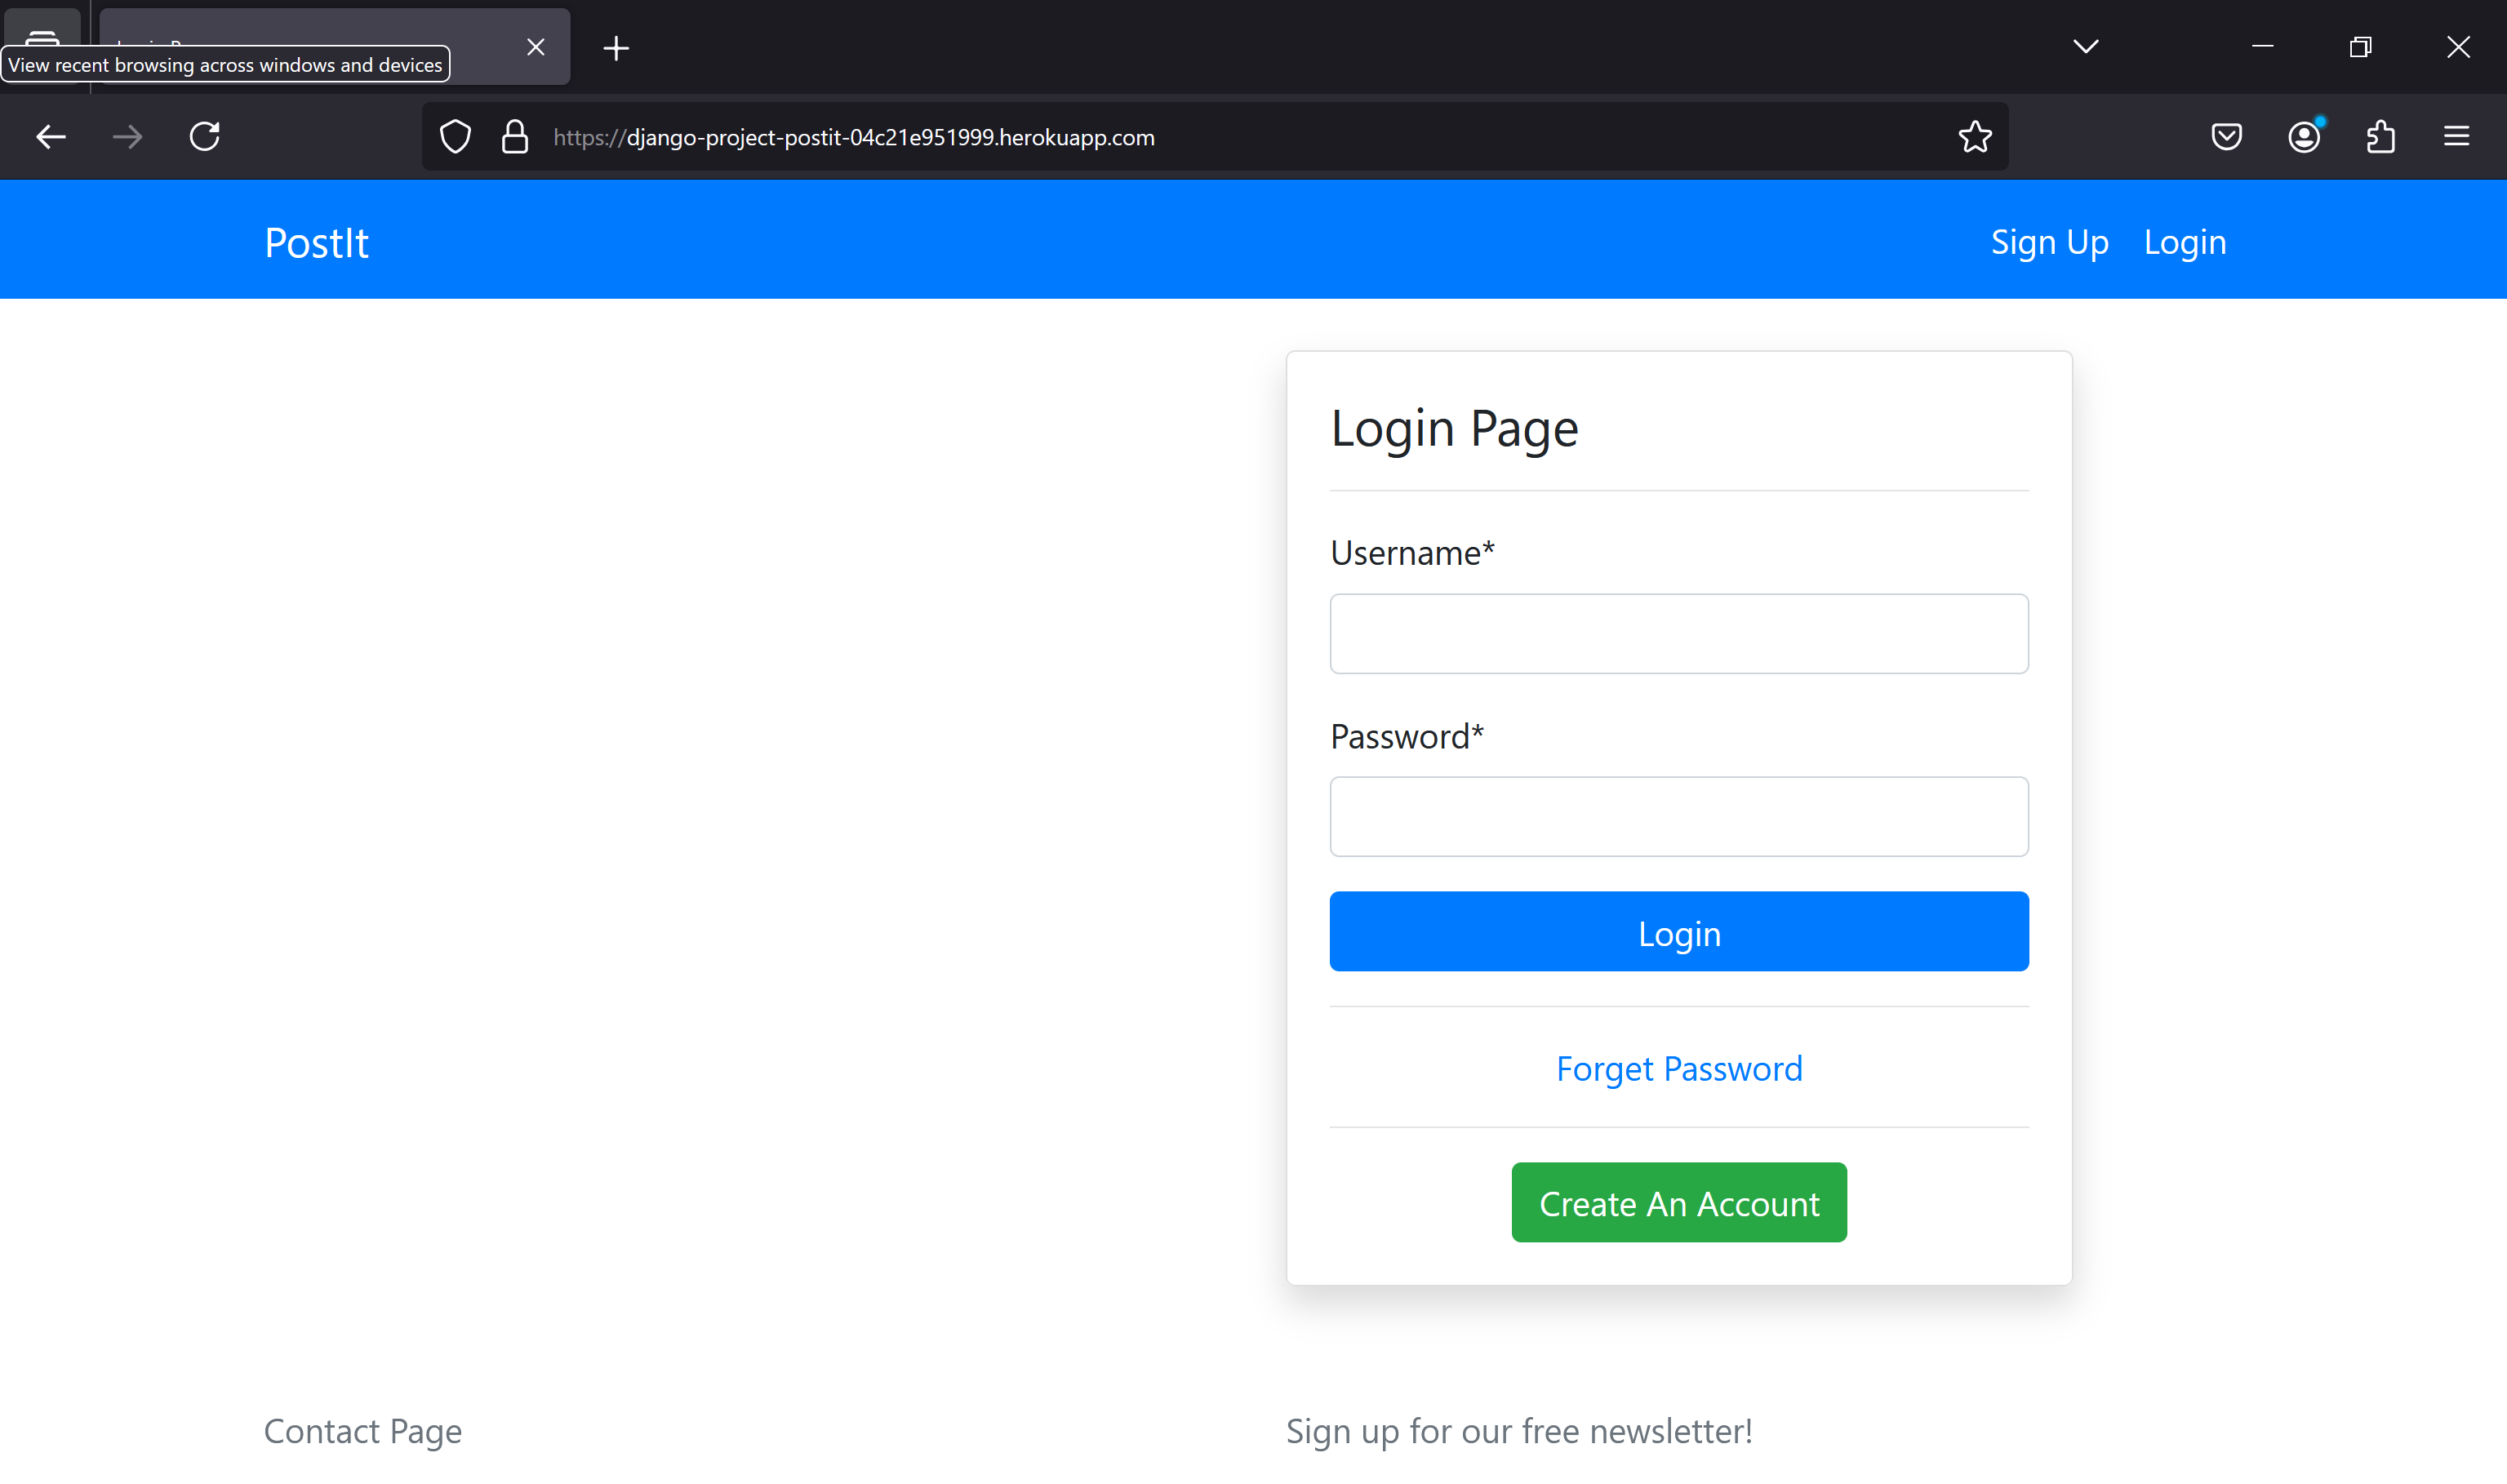 View recent browsing across windows and devices
https://django-project-postit-04c21e951999.herokuapp.com
PostIt
Sign Up
Login
Login Page
Username*
Password*
Login
Forget Password
Create An Account
Contact Page
Sign up for our free newsletter!